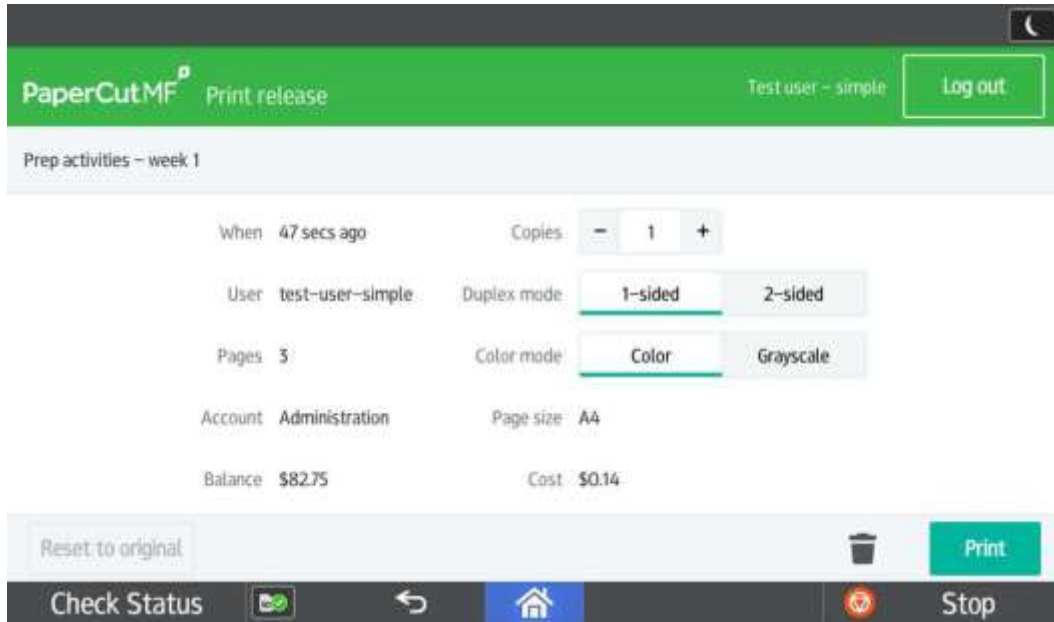 PaperCutMF Print release Test user – simple Log out
Prep activities – week 1
When 47 secs ago Copies − 1 +
User test-user-simple Duplex mode 1-sided 2-sided
Pages 3 Color mode Color Grayscale
Account Administration Page size A4
Balance $82.75 Cost $0.14
Reset to original Print
Check Status Stop